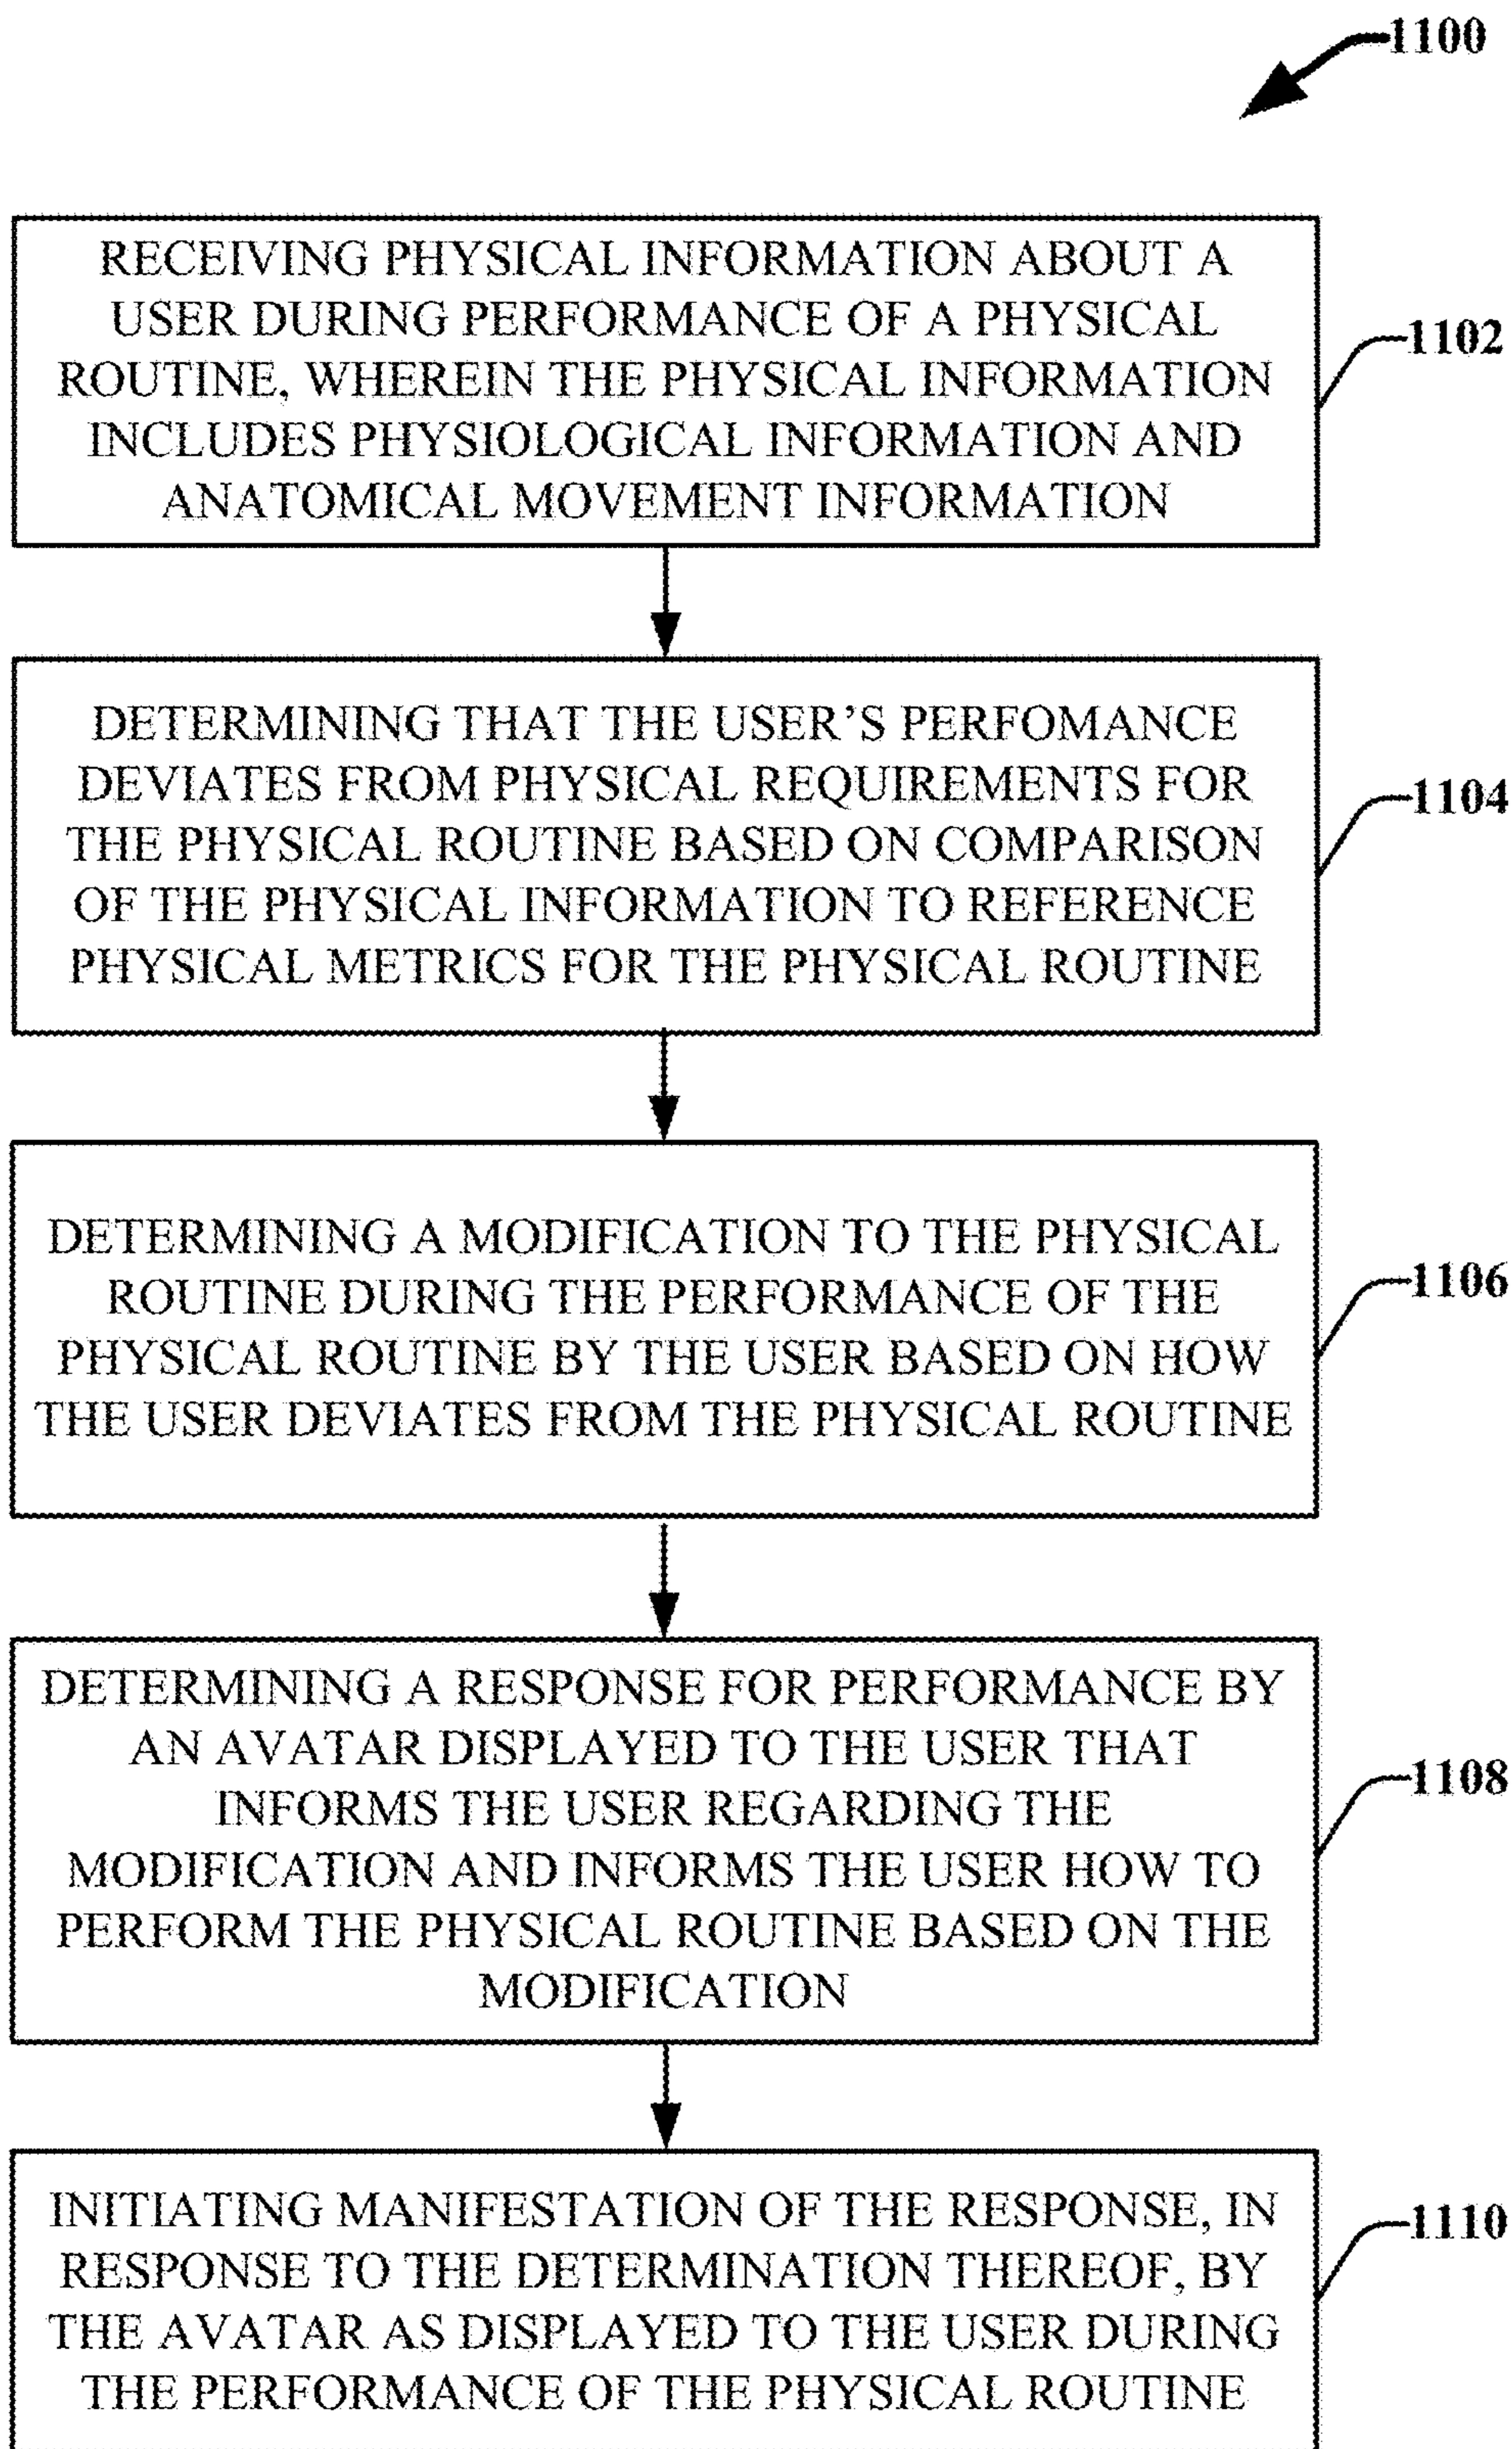 1100
RECEIVING PHYSICAL INFORMATION ABOUT A
USER DURING PERFORMANCE OF A PHYSICAL
ROUTINE, WHEREIN THE PHYSICAL INFORMATION
INCLUDES PHYSIOLOGICAL INFORMATION AND
ANATOMICAL MOVEMENT INFORMATION
1102
DETERMINING THAT THE USER'S PERFOMANCE
DEVIATES FROM PHYSICAL REQUIREMENTS FOR
THE PHYSICAL ROUTINE BASED ON COMPARISON
OF THE PHYSICAL INFORMATION TO REFERENCE
PHYSICAL METRICS FOR THE PHYSICAL ROUTINE
1104
DETERMINING A MODIFICATION TO THE PHYSICAL
ROUTINE DURING THE PERFORMANCE OF THE
PHYSICAL ROUTINE BY THE USER BASED ON HOW
THE USER DEVIATES FROM THE PHYSICAL ROUTINE
1106
DETERMINING A RESPONSE FOR PERFORMANCE BY
AN AVATAR DISPLAYED TO THE USER THAT
INFORMS THE USER REGARDING THE
MODIFICATION AND INFORMS THE USER HOW TO
PERFORM THE PHYSICAL ROUTINE BASED ON THE
MODIFICATION
1108
INITIATING MANIFESTATION OF THE RESPONSE, IN
RESPONSE TO THE DETERMINATION THEREOF, BY
THE AVATAR AS DISPLAYED TO THE USER DURING
THE PERFORMANCE OF THE PHYSICAL ROUTINE
1110